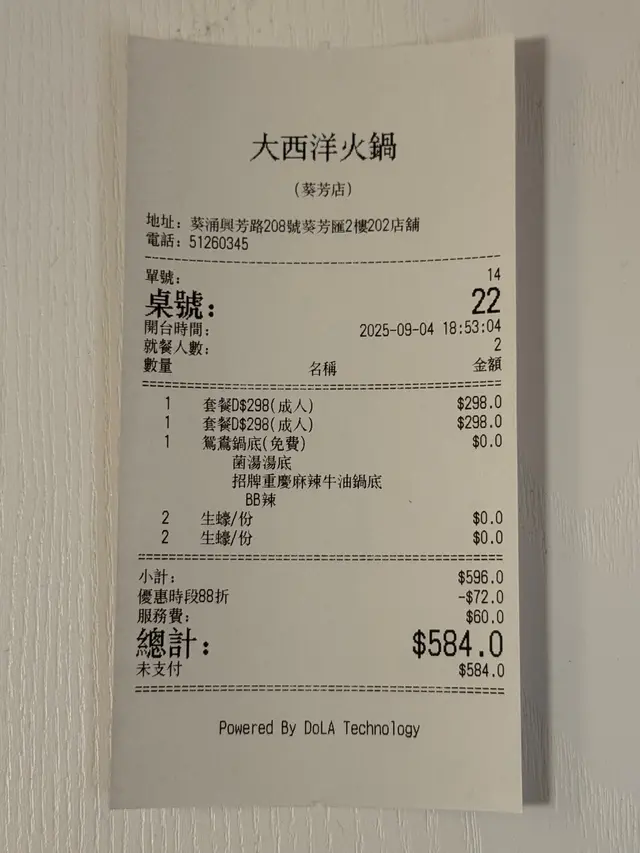 大西洋火鍋
(葵芳店)
地址: 葵涌興芳路208號葵芳匯2樓202店舖
電話: 51260345
單號: 14
桌號: 22
開台時間: 2025-09-04 18:53:04
就餐人數: 2
數量 名稱 金額
1 套餐D$298(成人) $298.0
1 套餐D$298(成人) $298.0
1 鴛鴦鍋底(免費) $0.0
菌湯湯底
招牌重慶麻辣牛油鍋底
BB辣
2 生蠔/份 $0.0
2 生蠔/份 $0.0
小計: $596.0
優惠時段88折 -$72.0
服務費: $60.0
總計: $584.0
未支付 $584.0
Powered By DoLA Technology